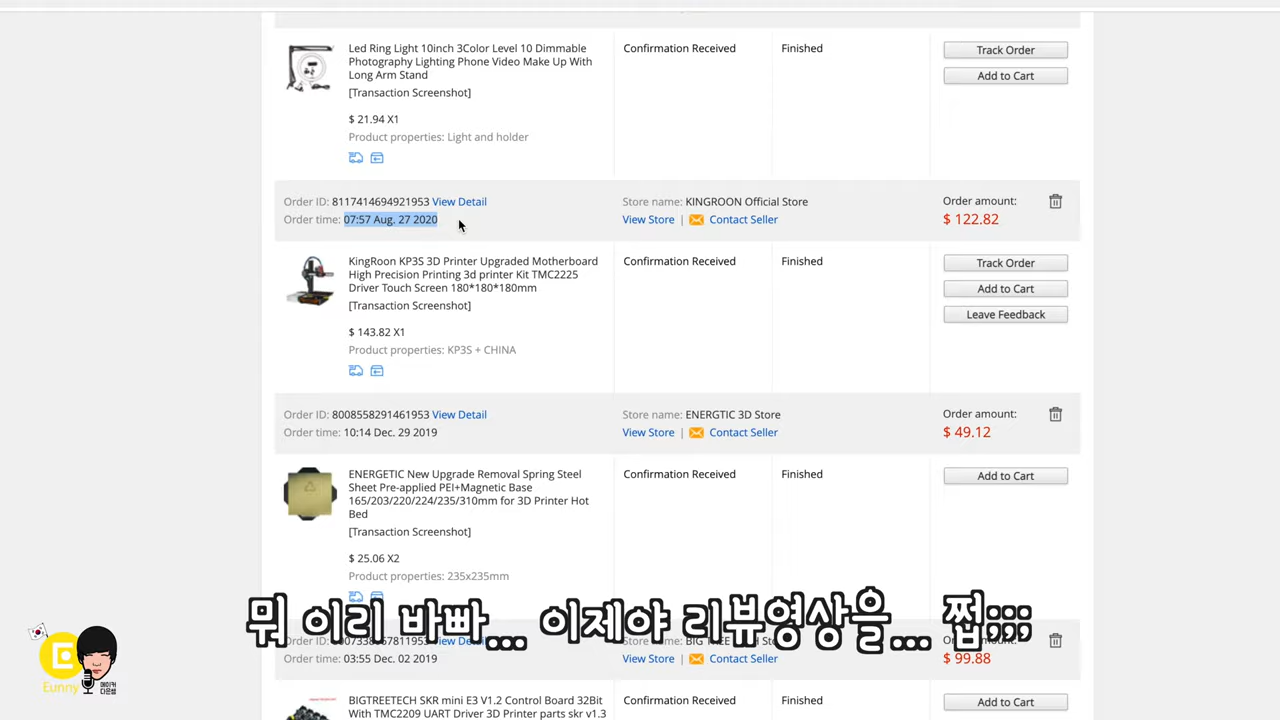 Led Ring Light 10inch 3Color Level 10 Dimmable
Photography Lighting Phone Video Make Up With
Long Arm Stand
[Transaction Screenshot]
$ 21.94 X1
Product properties: Light and holder
Confirmation Received
Finished
Track Order
Add to Cart
Order ID: 8117414694921953 View Detail
Order time: 07:57 Aug. 27 2020
Store name: KINGROON Official Store
View Store | Contact Seller
Order amount:
$ 122.82
KingRoon KP3S 3D Printer Upgraded Motherboard
High Precision Printing 3d printer Kit TMC2225
Driver Touch Screen 180*180*180mm
[Transaction Screenshot]
$ 143.82 X1
Product properties: KP3S + CHINA
Confirmation Received
Finished
Track Order
Add to Cart
Leave Feedback
Order ID: 8008558291461953 View Detail
Order time: 10:14 Dec. 29 2019
Store name: ENERGTIC 3D Store
View Store | Contact Seller
Order amount:
$ 49.12
ENERGETIC New Upgrade Removal Spring Steel
Sheet Pre-applied PEI+Magnetic Base
165/203/220/224/235/310mm for 3D Printer Hot
Bed
[Transaction Screenshot]
$ 25.06 X2
Product properties: 235x235mm
Confirmation Received
Finished
Add to Cart
뭐 이리 바빠... 이제야 리뷰영상을... 쩝;;;;
03:55 Dec. 02 2019
Order time:
View Store | Contact Seller
$ 99.88
BIGTREETECH SKR mini E3 V1.2 Control Board 32Bit
With TMC2209 UART Driver 3D Printer parts skr v1.3
Confirmation Received
Finished
Add to Cart
Eunny
메이커
다은쌤